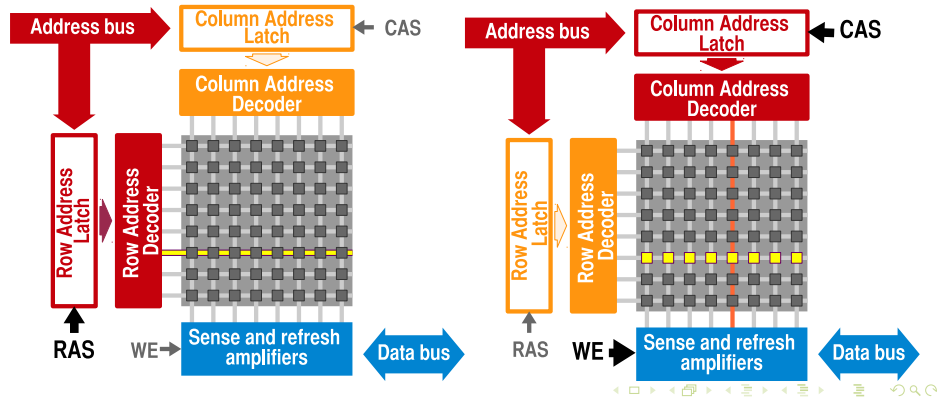 Address bus
Column Address
Latch
CAS
Column Address
Decoder
Row Address
Latch
Row Address
Decoder
RAS
WE
Sense and refresh
amplifiers
Data bus
Address bus
Column Address
Latch
CAS
Column Address
Decoder
Row Address
Latch
Row Address
Decoder
RAS
WE
Sense and refresh
amplifiers
Data bus